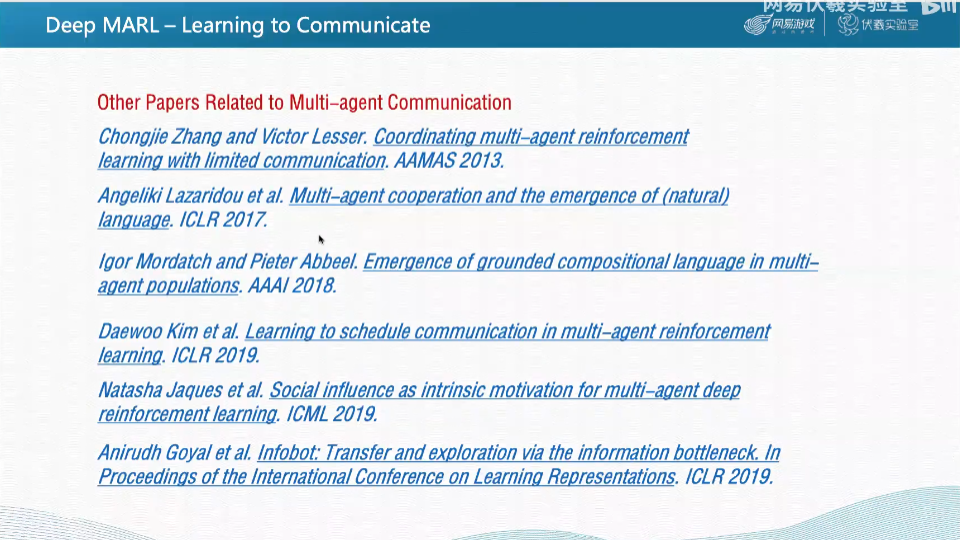 Deep MARL – Learning to Communicate
网易伏羲实验室
网易游戏
伏羲实验室
Other Papers Related to Multi–agent Communication
Chongjie Zhang and Victor Lesser. Coordinating multi–agent reinforcement
learning with limited communication. AAMAS 2013.
Angeliki Lazaridou et al. Multi–agent cooperation and the emergence of (natural)
language. ICLR 2017.
Igor Mordatch and Pieter Abbeel. Emergence of grounded compositional language in multi–
agent populations. AAAI 2018.
Daewoo Kim et al. Learning to schedule communication in multi–agent reinforcement
learning. ICLR 2019.
Natasha Jaques et al. Social influence as intrinsic motivation for multi–agent deep
reinforcement learning. ICML 2019.
Anirudh Goyal et al. Infobot: Transfer and exploration via the information bottleneck. In
Proceedings of the International Conference on Learning Representations. ICLR 2019.